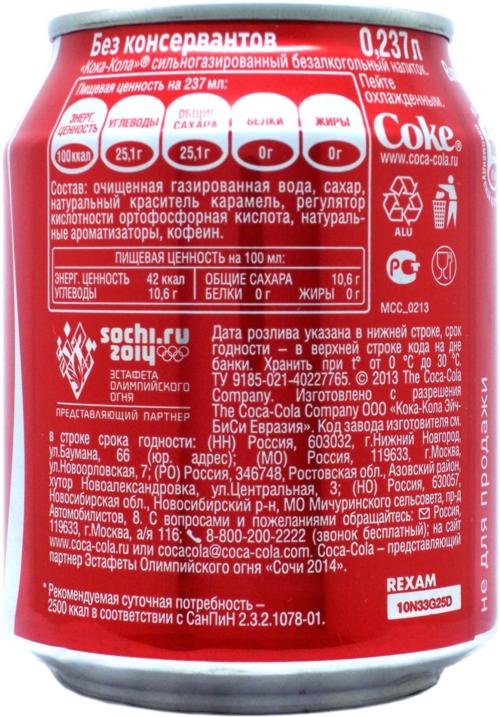 Без консервантов 0,237л
«Кока-Кола»® сильногазированный безалкогольный напиток.
Пищевая ценность на 237 мл:
Пейте
охлажденным.
ЭНЕРГ. ЦЕННОСТЬ УГЛЕВОДЫ ОБЩИЕ САХАРА БЕЛКИ ЖИРЫ
100ккал 25,1г 25,1г 0г 0г
Coke®
www.coca-cola.ru
Состав: очищенная газированная вода, сахар,
натуральный краситель карамель, регулятор
кислотности ортофосфорная кислота, натураль-
ные ароматизаторы, кофеин.
ALU
ПИЩЕВАЯ ЦЕННОСТЬ на 100 мл:
ЭНЕРГ. ЦЕННОСТЬ 42 ккал ОБЩИЕ САХАРА 10,6 г
УГЛЕВОДЫ 10,6 г БЕЛКИ 0г ЖИРЫ 0г
МСС_0213
sochi.ru
2014
ЭСТАФЕТА
ОЛИМПИЙСКОГО
ОГНЯ
ПРЕДСТАВЛЯЮЩИЙ ПАРТНЕР
Дата розлива указана в нижней строке, срок
годности – в верхней строке кода на дне
банки. Хранить при t° от 0 °С до 30 °С.
ТУ 9185-021-40227765. © 2013 The Coca-Cola
Company. Изготовлено с разрешения
The Coca-Cola Company ООО «Кока-Кола Эйч-
БиСи Евразия». Код завода изготовителя см.
в строке срока годности: (НН) Россия, 603032, г.Нижний Новгород,
ул.Баумана, 66 (юр. адрес); (МО) Россия, 119633, г.Москва,
ул.Новоорловская, 7; (РО) Россия, 346748, Ростовская обл., Азовский район,
хутор Новоалександровка, ул.Центральная, 3; (НО) Россия, 630057,
Новосибирская обл., Новосибирский р-н, МО Мичуринского сельсовета, пр-д
Автомобилистов, 8. С вопросами и пожеланиями обращайтесь: Россия,
119633, г.Москва, а/я 116; 8-800-200-2222 (звонок бесплатный); на сайт
www.coca-cola.ru или cocacola@coca-cola.com. Coca-Cola – представляющий
партнер Эстафеты Олимпийского огня «Сочи 2014».
*Рекомендуемая суточная потребность –
2500 ккал в соответствии с СанПиН 2.3.2.1078-01.
REXAM
10N33G25D
не для продажи